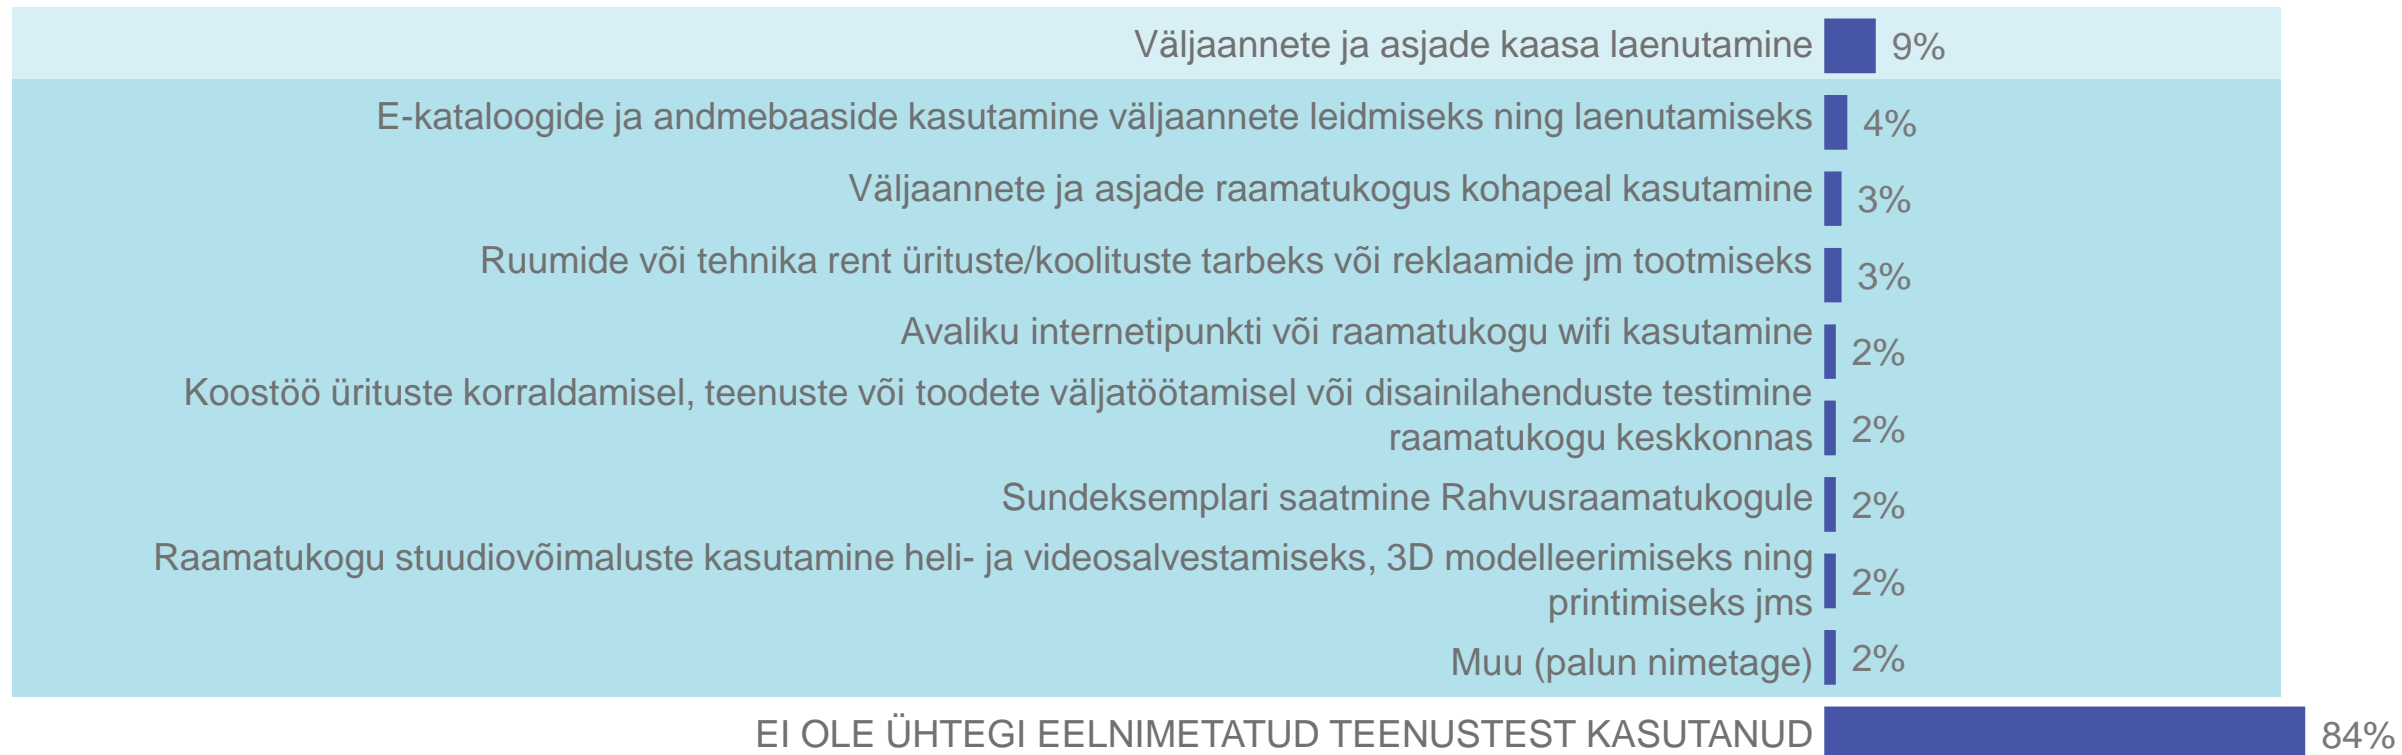 Väljaannete ja asjade kaasa laenutamine 9%
E-kataloogide ja andmebaaside kasutamine väljaannete leidmiseks ning laenutamiseks 4%
Väljaannete ja asjade raamatukogus kohapeal kasutamine 3%
Ruumide või tehnika rent ürituste/koolituste tarbeks või reklaamide jm tootmiseks 3%
Avaliku internetipunkti või raamatukogu wifi kasutamine 2%
Koostöö ürituste korraldamisel, teenuste või toodete väljatöötamisel või disainilahenduste testimine
raamatukogu keskkonnas 2%
Sundeksemplari saatmine Rahvusraamatukogule 2%
Raamatukogu stuudiovõimaluste kasutamine heli- ja videosalvestamiseks, 3D modelleerimiseks ning
printimiseks jms 2%
Muu (palun nimetage) 2%
EI OLE ÜHTEGI EELNIMETATUD TEENUSTEST KASUTANUD 84%